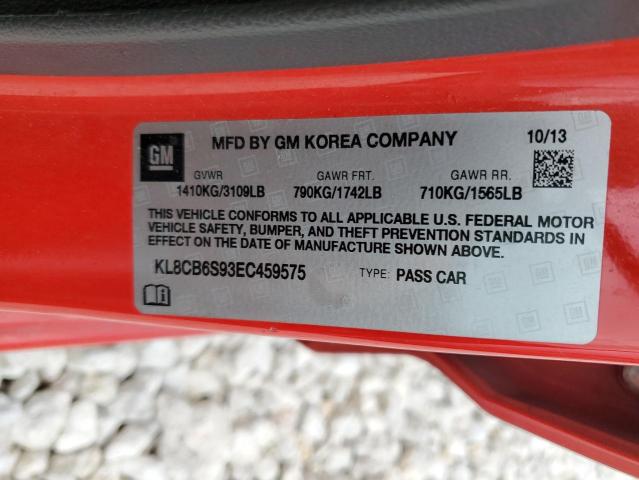 GM
MFD BY GM KOREA COMPANY 10/13
GVWR GAWR FRT. GAWR RR.
1410KG/3109LB 790KG/1742LB 710KG/1565LB
THIS VEHICLE CONFORMS TO ALL APPLICABLE U.S. FEDERAL MOTOR
VEHICLE SAFETY, BUMPER, AND THEFT PREVENTION STANDARDS
IN EFFECT ON THE DATE OF MANUFACTURE SHOWN ABOVE.
KL8CB6S93EC459575 TYPE: PASS CAR